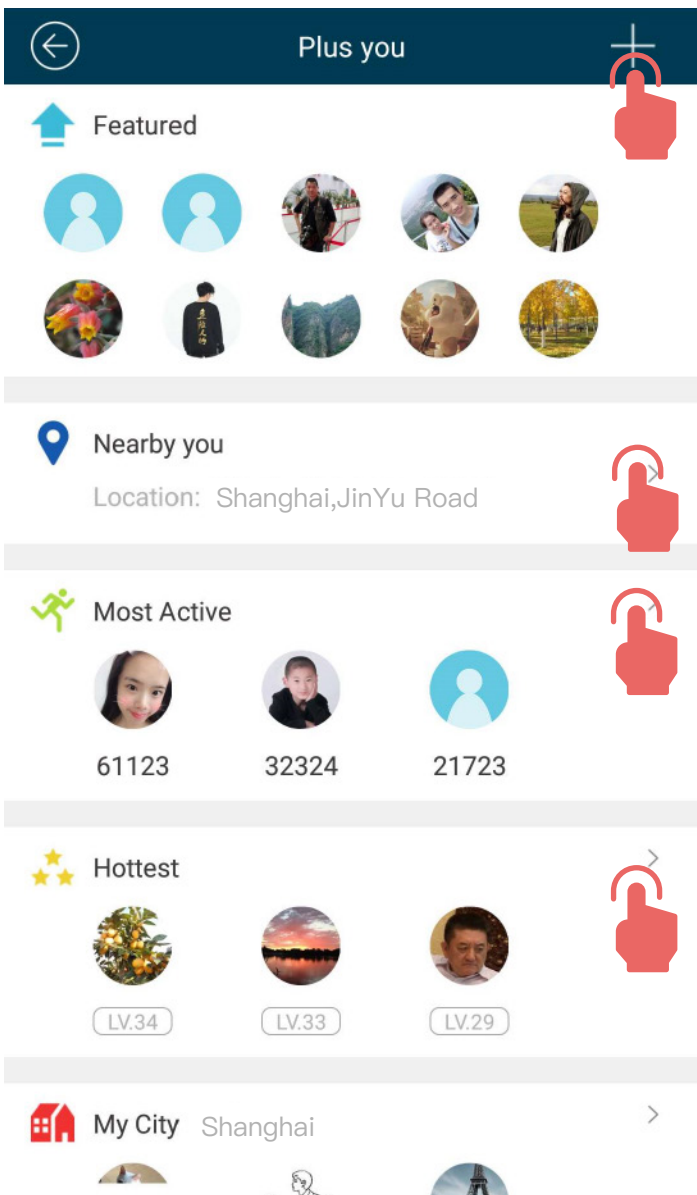 Plus you
Featured
Nearby you
Location: Shanghai,JinYu Road
Most Active
61123 32324 21723
Hottest
LV.34 LV.33 LV.29
My City Shanghai